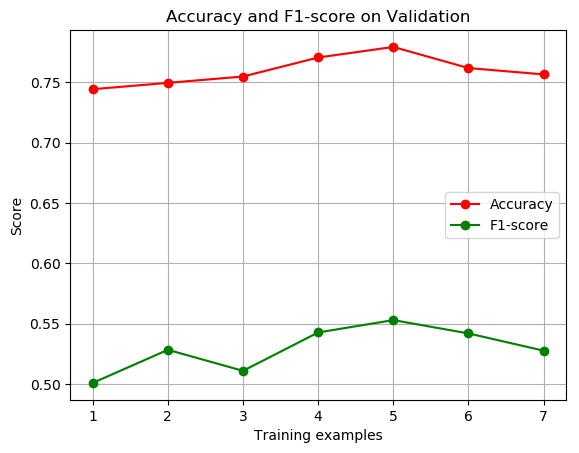 Accuracy and F1-score on Validation
Score
0.75
0.70
0.65
0.60
0.55
0.50
Accuracy
F1-score
1 2 3 4 5 6 7
Training examples